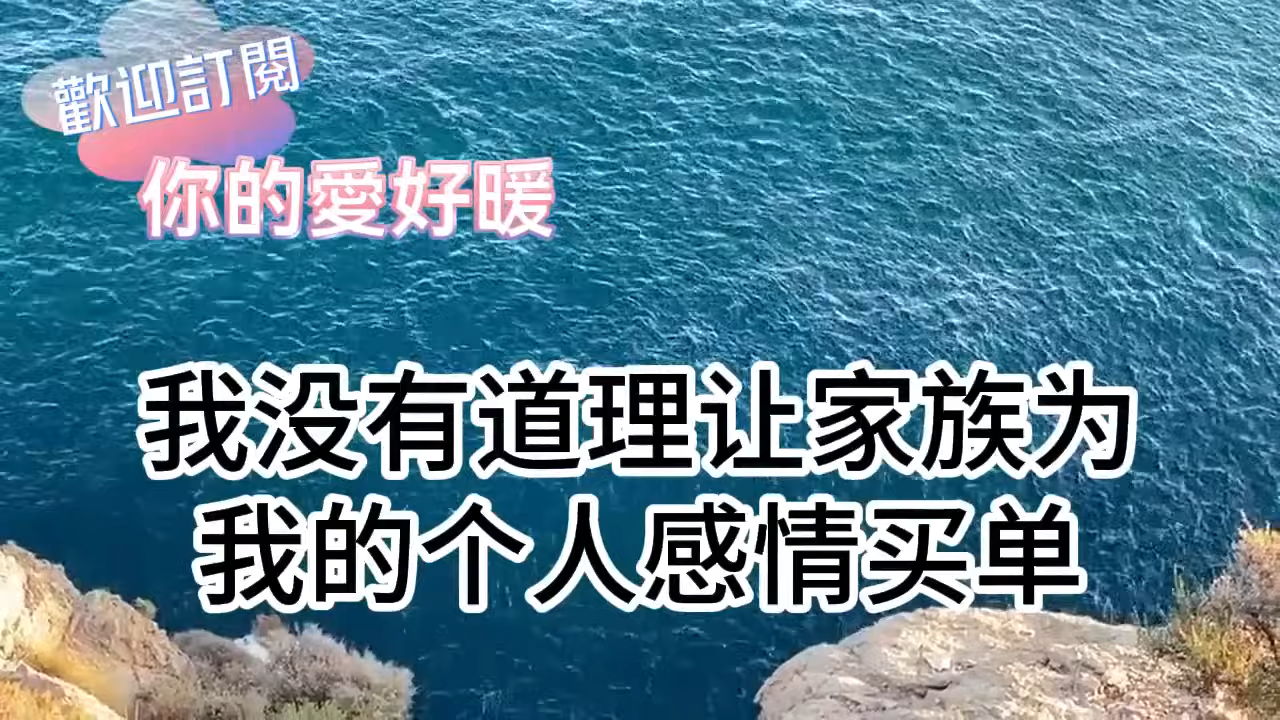 歡迎訂閱
你的愛好暖
我没有道理让家族为
我的个人感情买单